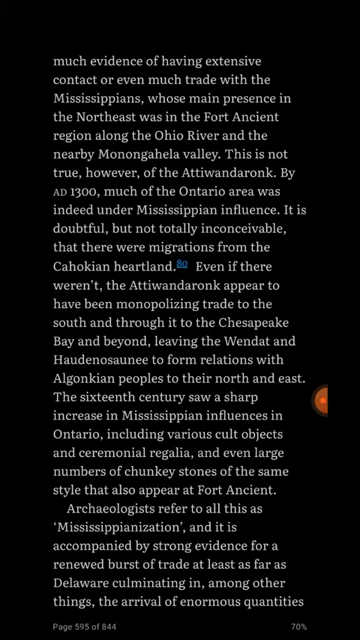 much evidence of having extensive
contact or even much trade with the
Mississippians, whose main presence in
the Northeast was in the Fort Ancient
region along the Ohio River and the
nearby Monongahela valley. This is not
true, however, of the Attiwandaronk. By
AD 1300, much of the Ontario area was
indeed under Mississippian influence. It is
doubtful, but not totally inconceivable,
that there were migrations from the
Cahokian heartland.80 Even if there
weren’t, the Attiwandaronk appear to
have been monopolizing trade to the
south and through it to the Chesapeake
Bay and beyond, leaving the Wendat and
Haudenosaunee to form relations with
Algonkian peoples to their north and east.
The sixteenth century saw a sharp
increase in Mississippian influences in
Ontario, including various cult objects
and ceremonial regalia, and even large
numbers of chunkey stones of the same
style that also appear at Fort Ancient.
Archaeologists refer to all this as
‘Mississippianization’, and it is
accompanied by strong evidence for a
renewed burst of trade at least as far as
Delaware culminating in, among other
things, the arrival of enormous quantities
Page 595 of 844 70%